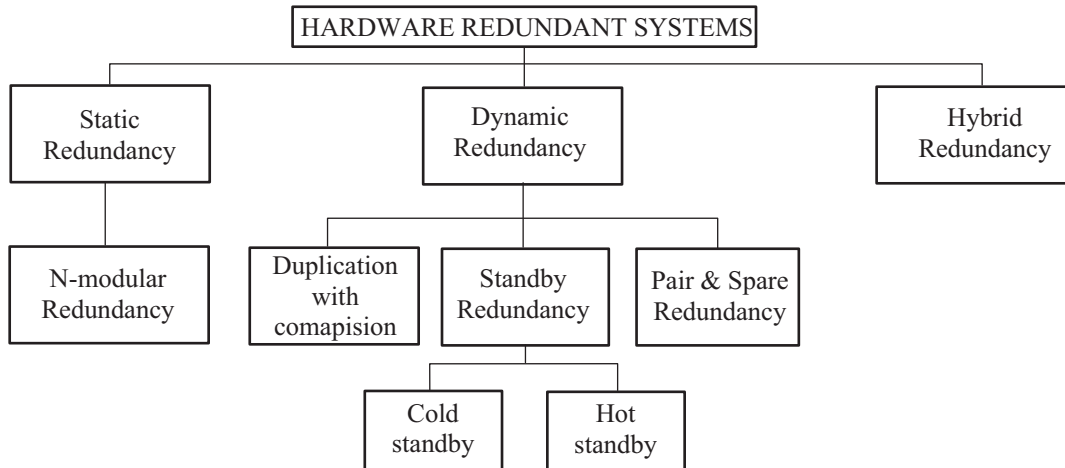 HARDWARE REDUNDANT SYSTEMS
Static
Redundancy
Dynamic
Redundancy
Hybrid
Redundancy
N-modular
Redundancy
Duplication
with
comapision
Standby
Redundancy
Pair & Spare
Redundancy
Cold
standby
Hot
standby